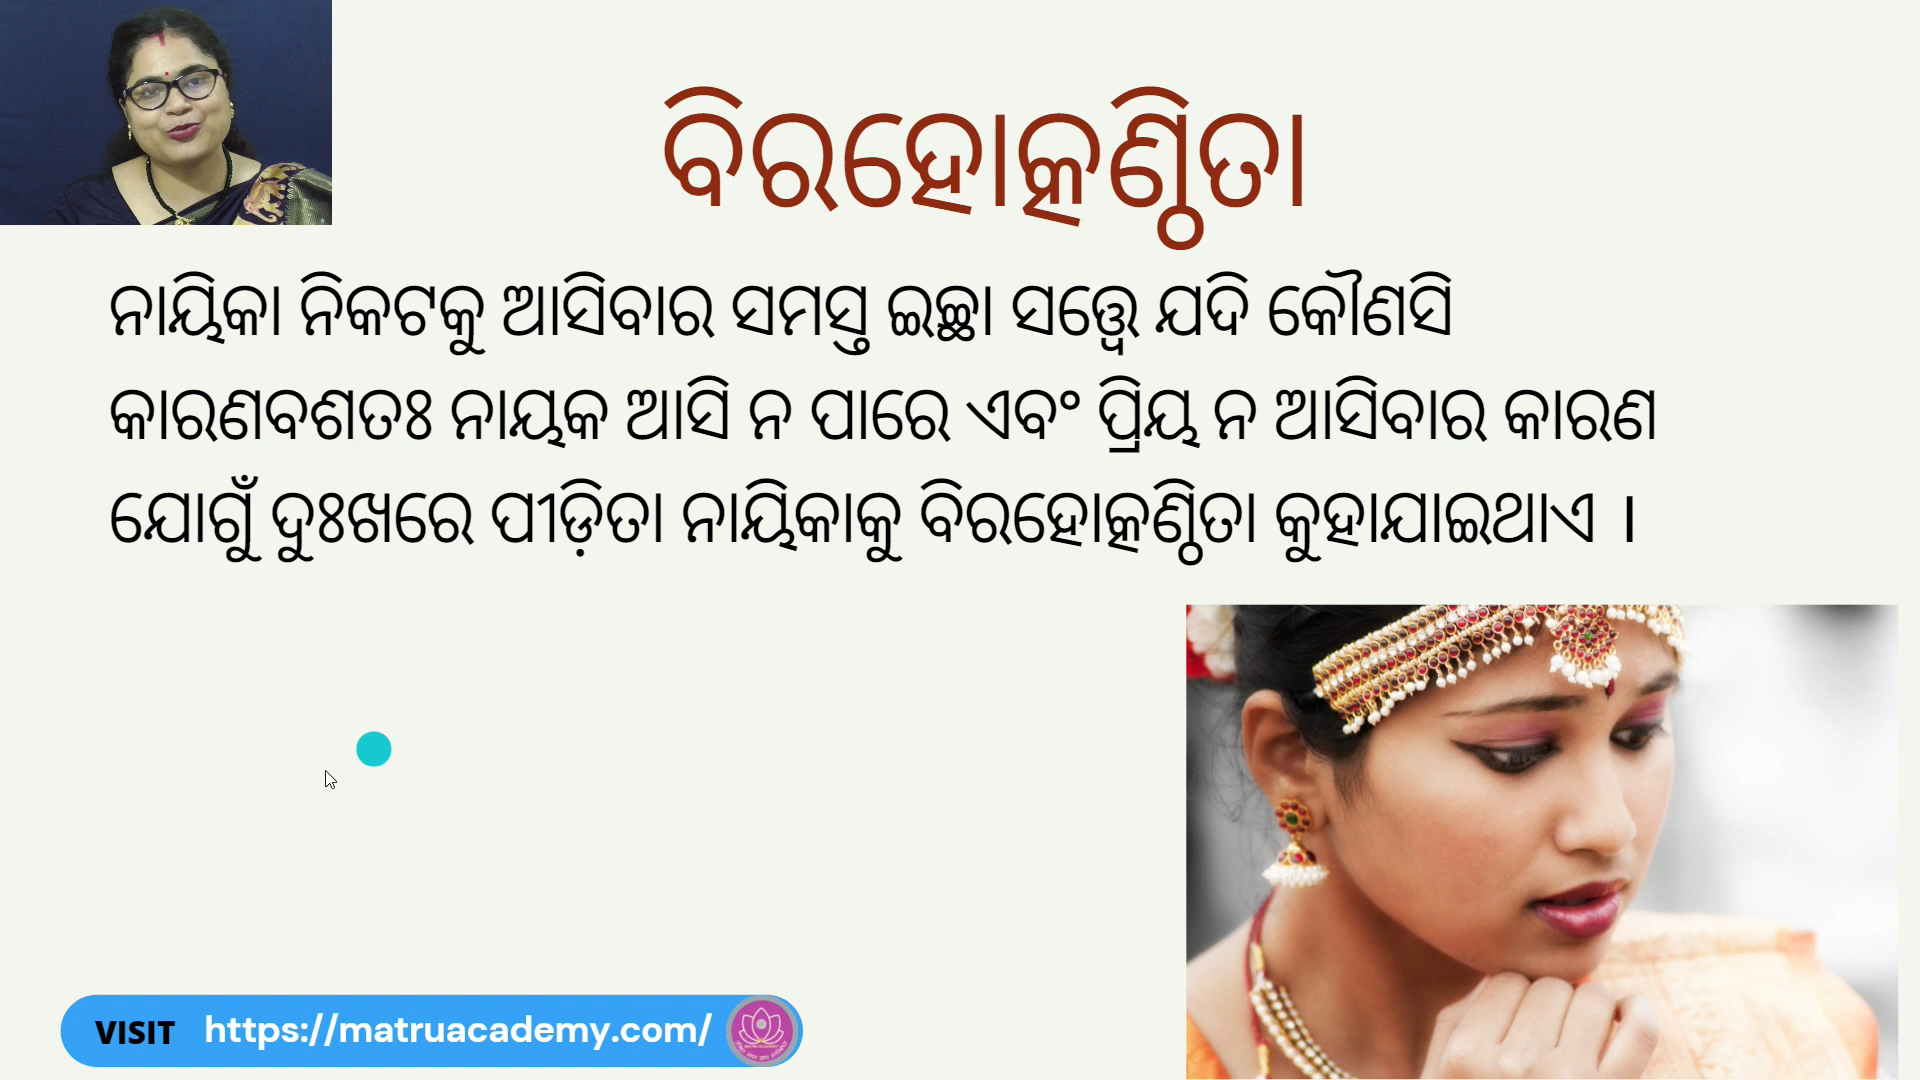 ବିରହୋତ୍କଣ୍ଠିତା
ନାୟିକା ନିକଟକୁ ଆସିବାର ସମସ୍ତ ଇଚ୍ଛା ସତ୍ତ୍ୱେ ଯଦି କୌଣସି
କାରଣବଶତଃ ନାୟକ ଆସି ନ ପାରେ ଏବଂ ପ୍ରିୟ ନ ଆସିବାର କାରଣ
ଯୋଗୁଁ ଦୁଃଖରେ ପୀଡ଼ିତା ନାୟିକାକୁ ବିରହୋତ୍କଣ୍ଠିତା କୁହାଯାଇଥାଏ ।
VISIT https://matruacademy.com/